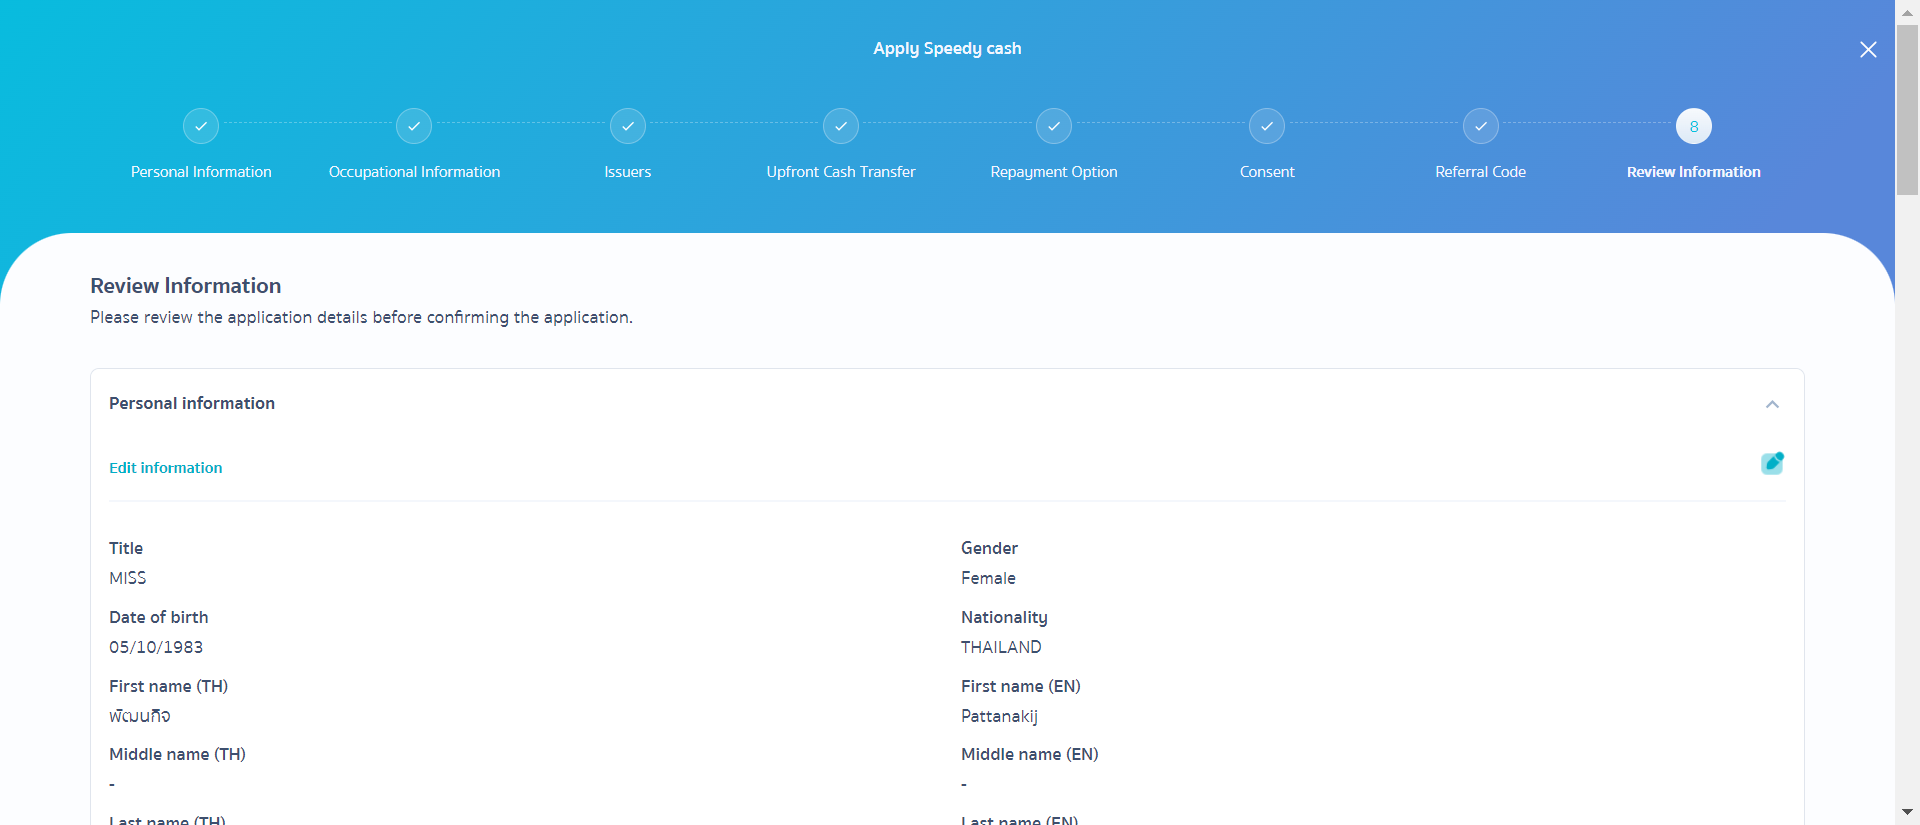 Apply Speedy cash
8
Personal Information
Occupational Information
Issuers
Upfront Cash Transfer
Repayment Option
Consent
Referral Code
Review Information
Review Information
Please review the application details before confirming the application.
Personal information
Edit information
Title
Gender
MISS
Female
Date of birth
Nationality
05/10/1983
THAILAND
First name (TH)
First name (EN)
พัฒนกิจ
Pattanakij
Middle name (TH)
Middle name (EN)
-
-
Last name (TH)
Last name (EN)